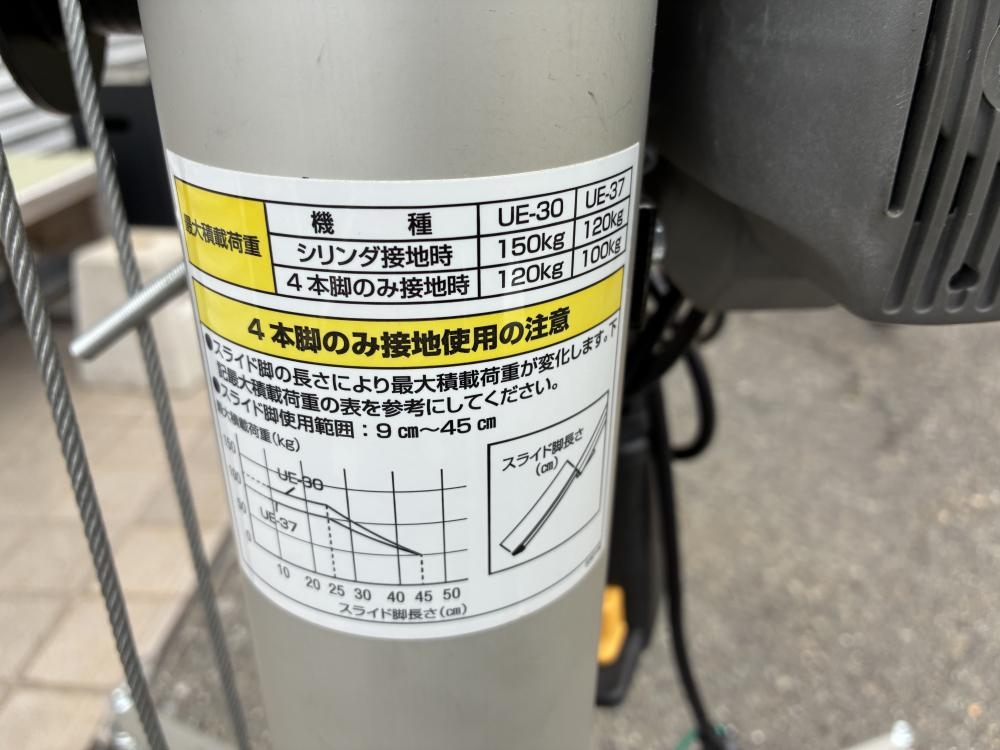 最大積載荷重
機 種 UE-30 UE-37
シリンダ接地時 150kg 120kg
4本脚のみ接地時 120kg 100kg
4本脚のみ接地使用の注意
●スライド脚の長さにより最大積載荷重が変化します。下
記最大積載荷重の表を参考にしてください。
●スライド脚使用範囲：9㎝～45㎝
最大積載荷重(kg)
150
100
50
0
UE-30
UE-37
10 20 25 30 40 45 50
スライド脚長さ(㎝)
スライド脚長さ
(㎝)